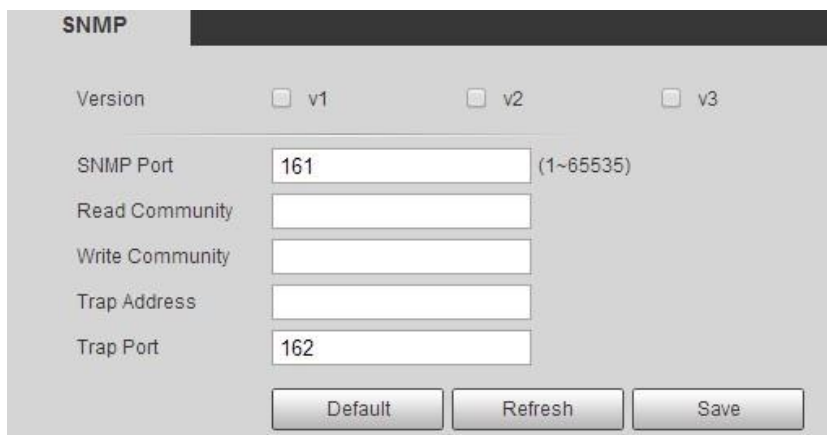 SNMP
Version v1 v2 v3
SNMP Port 161 (1~65535)
Read Community
Write Community
Trap Address
Trap Port 162
Default Refresh Save